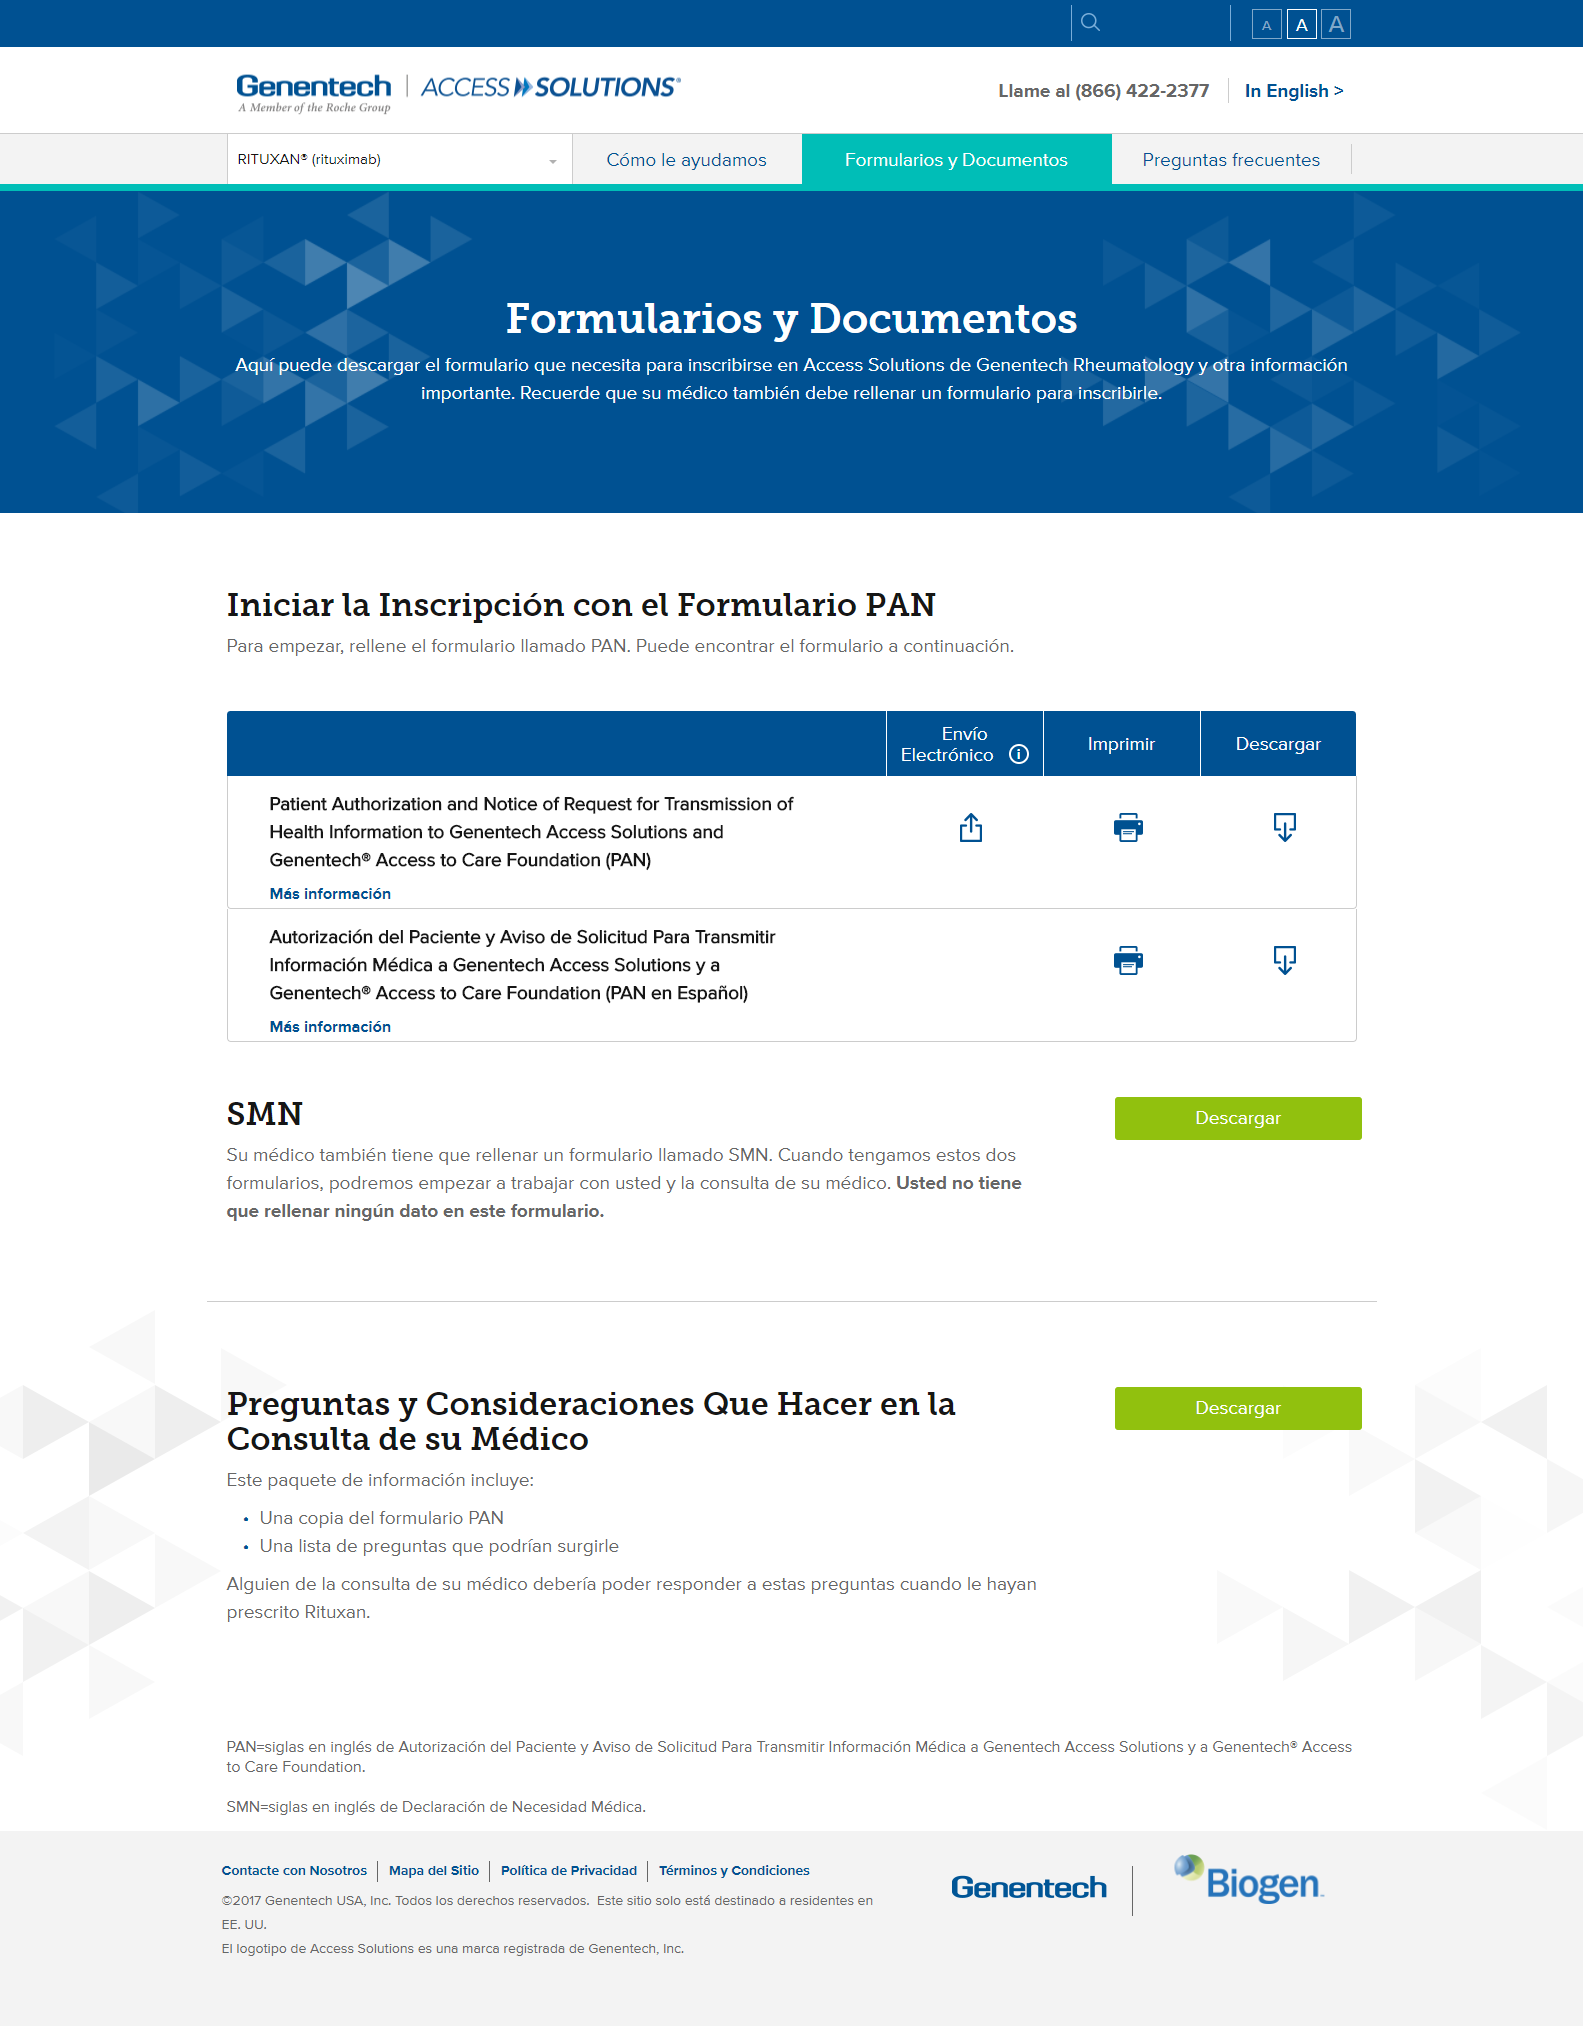 A A A
Genentech ACCESS SOLUTIONS®
A Member of the Roche Group
Llame al (866) 422-2377 In English >
RITUXAN® (rituximab) Cómo le ayudamos Formularios y Documentos Preguntas frecuentes
Formularios y Documentos
Aquí puede descargar el formulario que necesita para inscribirse en Access Solutions de Genentech Rheumatology y otra información
importante. Recuerde que su médico también debe rellenar un formulario para inscribirle.
Iniciar la Inscripción con el Formulario PAN
Para empezar, rellene el formulario llamado PAN. Puede encontrar el formulario a continuación.
Envío
Electrónico
Imprimir
Descargar
Patient Authorization and Notice of Request for Transmission of
Health Information to Genentech Access Solutions and
Genentech® Access to Care Foundation (PAN)
Más información
Autorización del Paciente y Aviso de Solicitud Para Transmitir
Información Médica a Genentech Access Solutions y a
Genentech® Access to Care Foundation (PAN en Español)
Más información
SMN
Descargar
Su médico también tiene que rellenar un formulario llamado SMN. Cuando tengamos estos dos
formularios, podremos empezar a trabajar con usted y la consulta de su médico. Usted no tiene
que rellenar ningún dato en este formulario.
Preguntas y Consideraciones Que Hacer en la
Consulta de su Médico
Descargar
Este paquete de información incluye:
• Una copia del formulario PAN
• Una lista de preguntas que podrían surgirle
Alguien de la consulta de su médico debería poder responder a estas preguntas cuando le hayan
prescrito Rituxan.
PAN=siglas en inglés de Autorización del Paciente y Aviso de Solicitud Para Transmitir Información Médica a Genentech Access Solutions y a Genentech® Access
to Care Foundation.
SMN=siglas en inglés de Declaración de Necesidad Médica.
Contacte con Nosotros Mapa del Sitio Política de Privacidad Términos y Condiciones
©2017 Genentech USA, Inc. Todos los derechos reservados. Este sitio solo está destinado a residentes en
EE. UU.
El logotipo de Access Solutions es una marca registrada de Genentech, Inc.
Genentech
Biogen